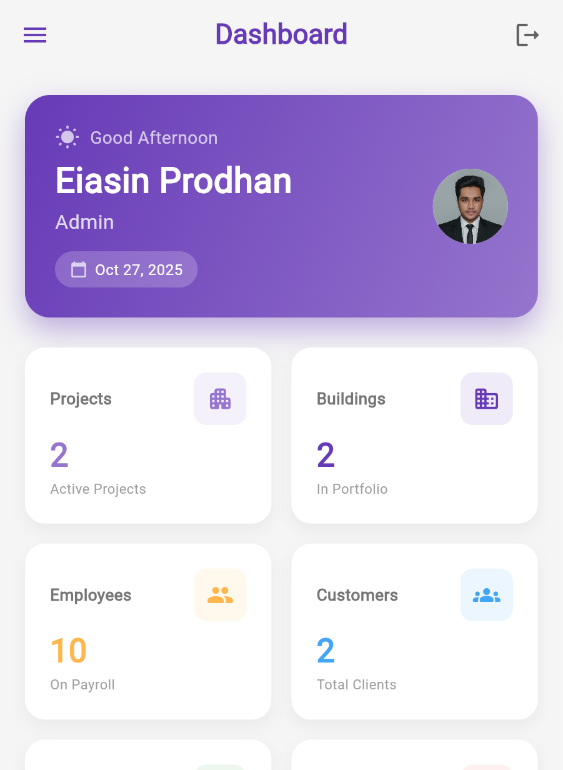 Dashboard
Good Afternoon
Eiasin Prodhan
Admin
Oct 27, 2025
Projects
2
Active Projects
Buildings
2
In Portfolio
Employees
10
On Payroll
Customers
2
Total Clients